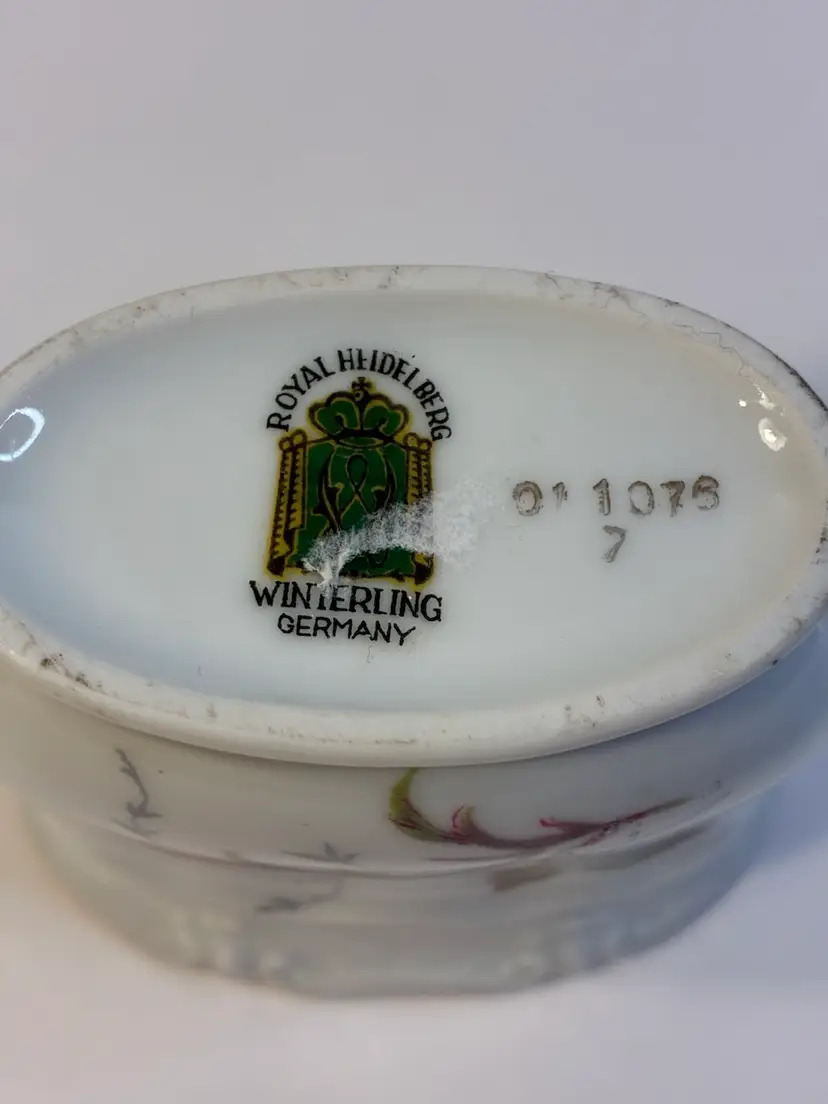 ROYAL HEIDELBERG
WINTERLING
GERMANY
01 1076
7